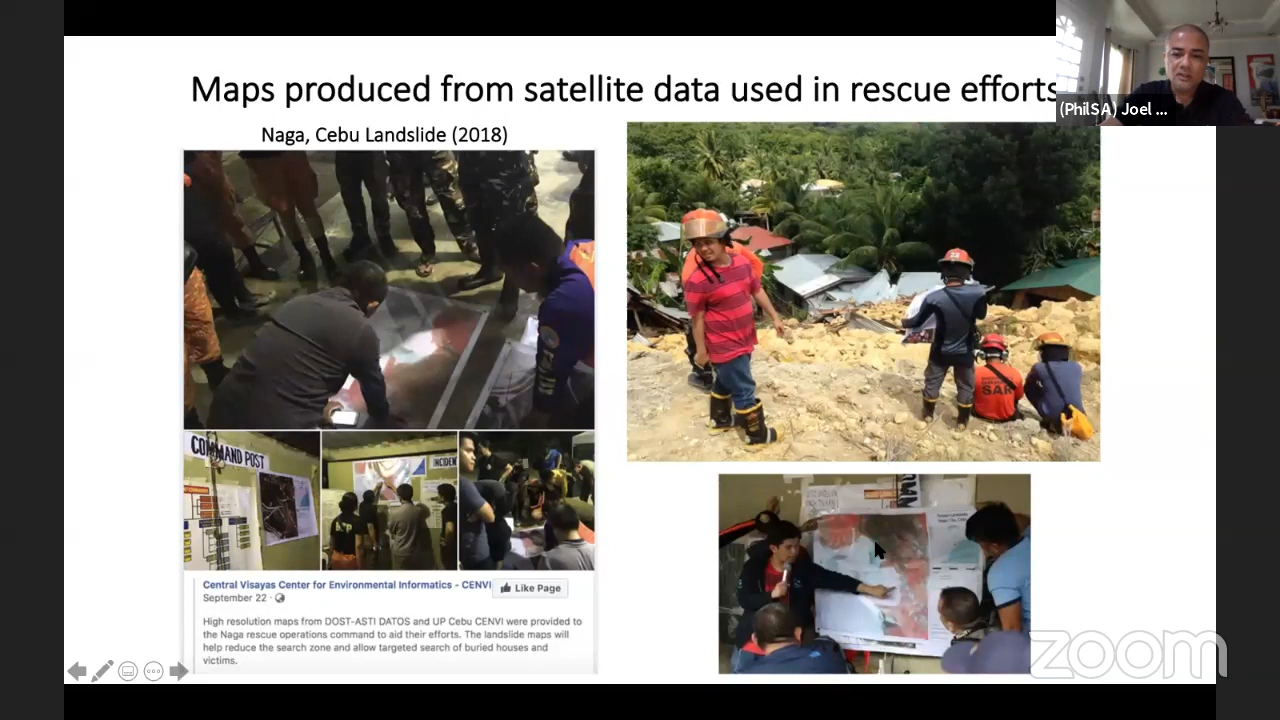 Maps produced from satellite data used in rescue efforts
(PhilSA) Joel ...
Naga, Cebu Landslide (2018)
COMMAND POST
INCIDENT
22
SAR
Central Visayas Center for Environmental Informatics - CENVI
Like Page
September 22 ·
High resolution maps from DOST-ASTI DATOS and UP Cebu CENVI were provided to
the Naga rescue operations command to aid their efforts. The landslide maps will
help reduce the search zone and allow targeted search of buried houses and
victims.
zoom